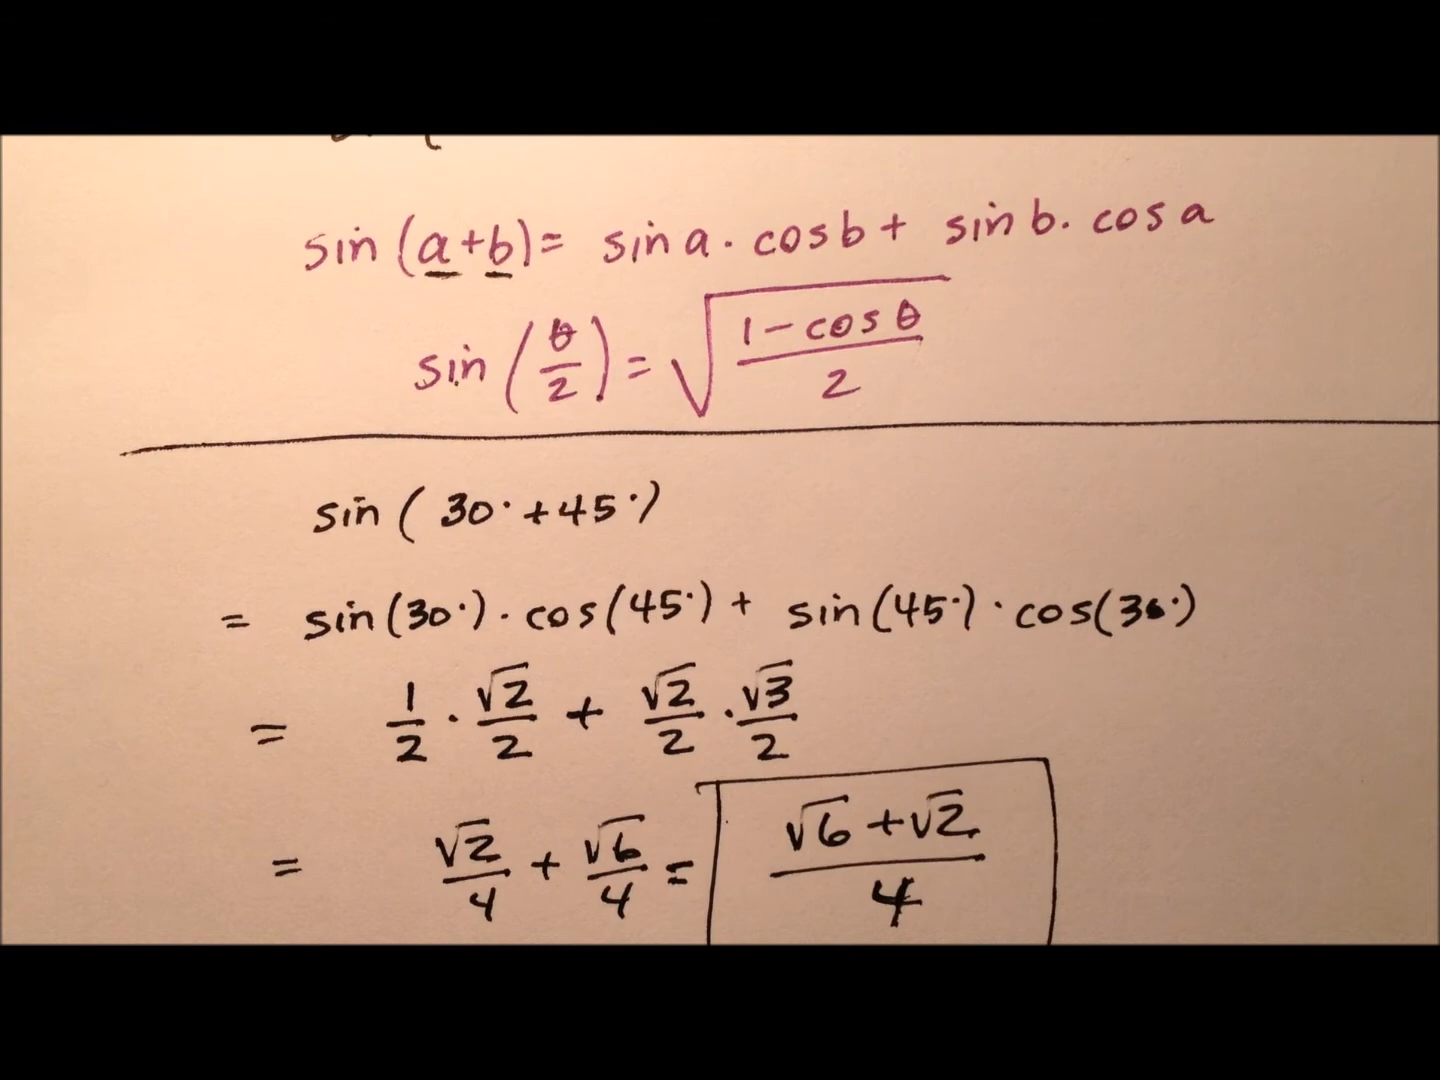 sin(a+b)= sin a · cos b + sin b · cos a
sin(θ/2) = √((1 - cos θ)/2)
sin( 30° + 45°)
= sin(30°) · cos(45°) + sin(45°) · cos(30°)
= 1/2 · √2/2 + √2/2 · √3/2
= √2/4 + √6/4 = (√6 + √2)/4